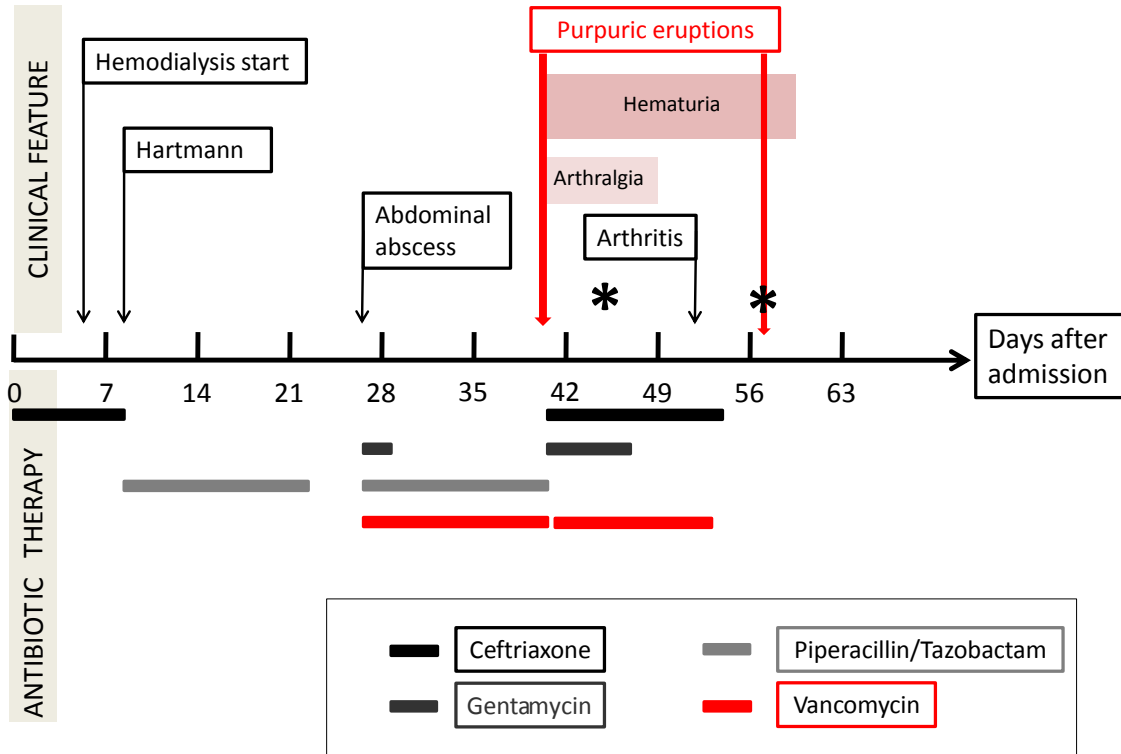 CLINICAL FEATURE
Purpuric eruptions
Hemodialysis start
Hematuria
Hartmann
Arthralgia
Abdominal
abscess
Arthritis
*
*
Days after
admission
0 7 14 21 28 35 42 49 56 63
ANTIBIOTIC THERAPY
Ceftriaxone
Piperacillin/Tazobactam
Gentamycin
Vancomycin